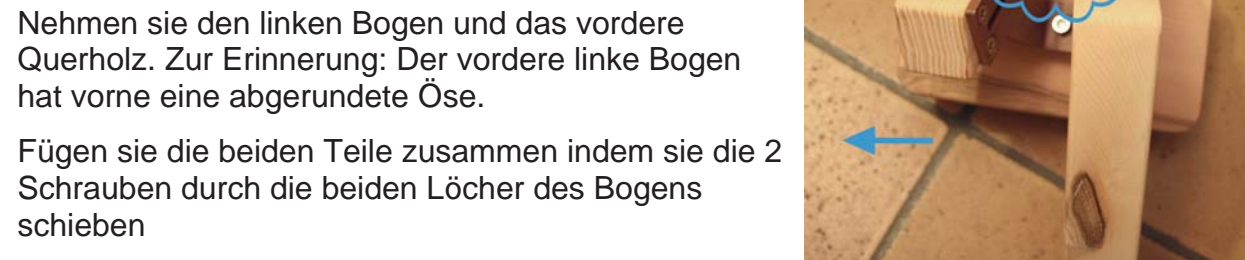 Nehmen sie den linken Bogen und das vordere
Querholz. Zur Erinnerung: Der vordere linke Bogen
hat vorne eine abgerundete Öse.
Fügen sie die beiden Teile zusammen indem sie die 2
Schrauben durch die beiden Löcher des Bogens
schieben